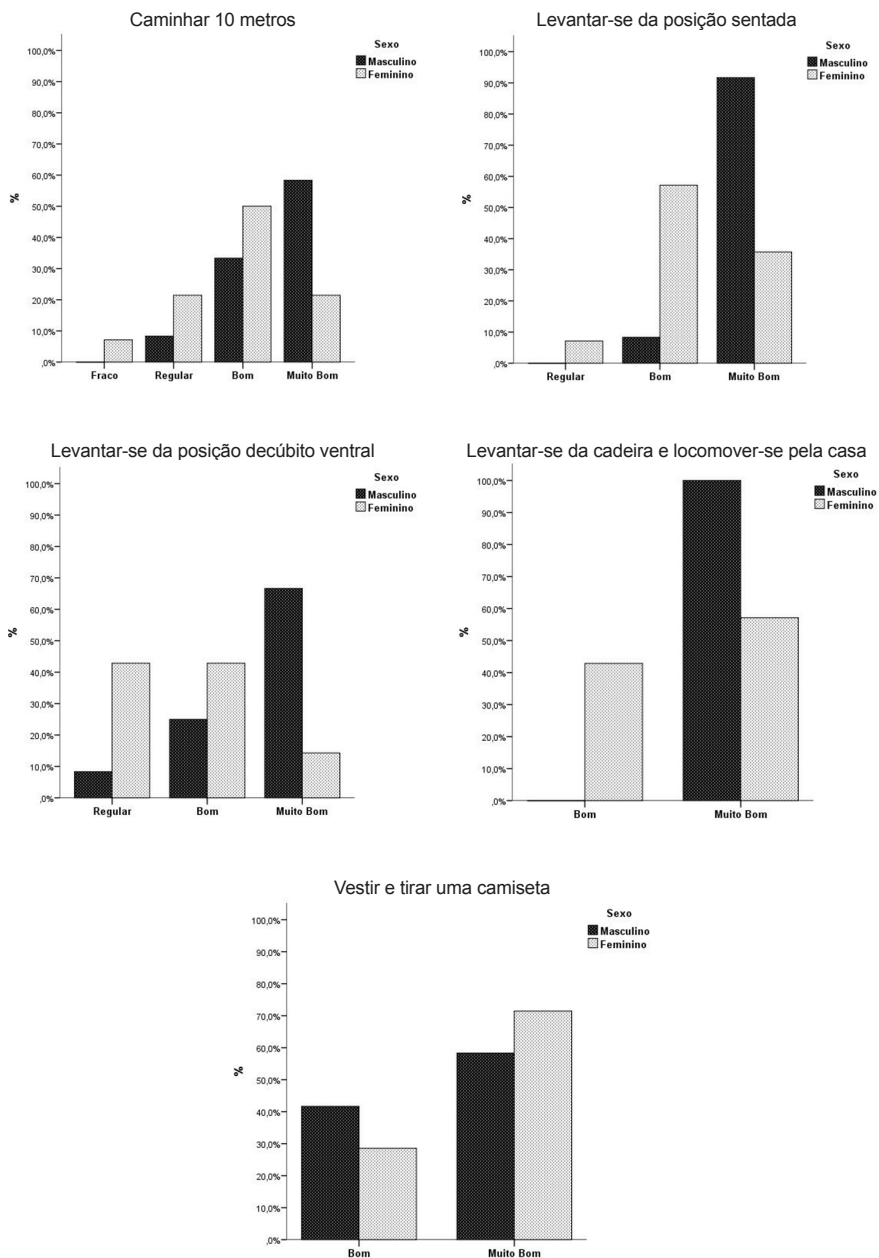 Caminhar 10 metros
Sexo
Masculino
Feminino
100,0%
90,0%
80,0%
70,0%
60,0%
50,0%
40,0%
30,0%
20,0%
10,0%
,0%
%
Fraco Regular Bom Muito Bom
Levantar-se da posição sentada
Sexo
Masculino
Feminino
100,0%
90,0%
80,0%
70,0%
60,0%
50,0%
40,0%
30,0%
20,0%
10,0%
,0%
%
Regular Bom Muito Bom
Levantar-se da posição decúbito ventral
Sexo
Masculino
Feminino
100,0%
90,0%
80,0%
70,0%
60,0%
50,0%
40,0%
30,0%
20,0%
10,0%
,0%
%
Regular Bom Muito Bom
Levantar-se da cadeira e locomover-se pela casa
Sexo
Masculino
Feminino
100,0%
90,0%
80,0%
70,0%
60,0%
50,0%
40,0%
30,0%
20,0%
10,0%
,0%
%
Bom Muito Bom
Vestir e tirar uma camiseta
Sexo
Masculino
Feminino
100,0%
90,0%
80,0%
70,0%
60,0%
50,0%
40,0%
30,0%
20,0%
10,0%
,0%
%
Bom Muito Bom